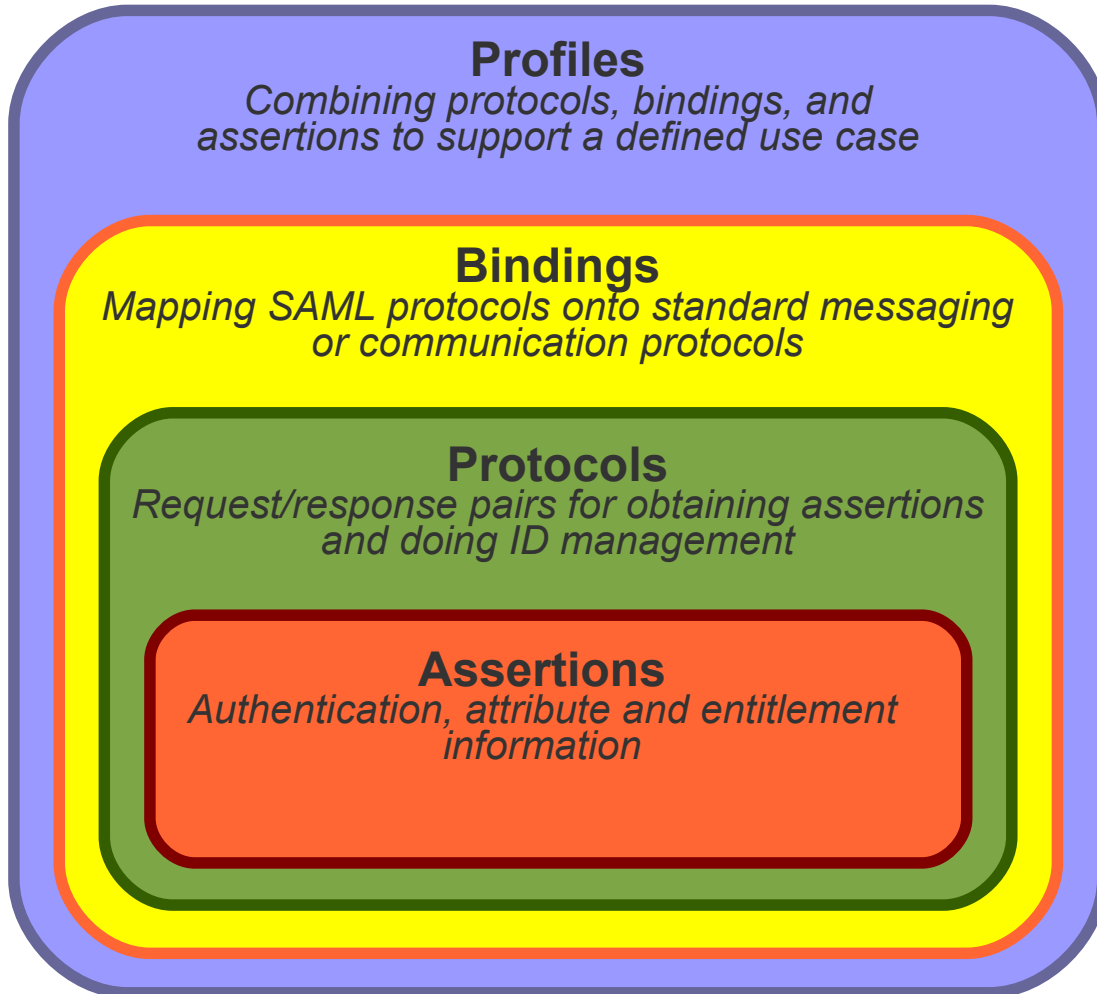 Profiles
Combining protocols, bindings, and
assertions to support a defined use case
Bindings
Mapping SAML protocols onto standard messaging
or communication protocols
Protocols
Request/response pairs for obtaining assertions
and doing ID management
Assertions
Authentication, attribute and entitlement
information